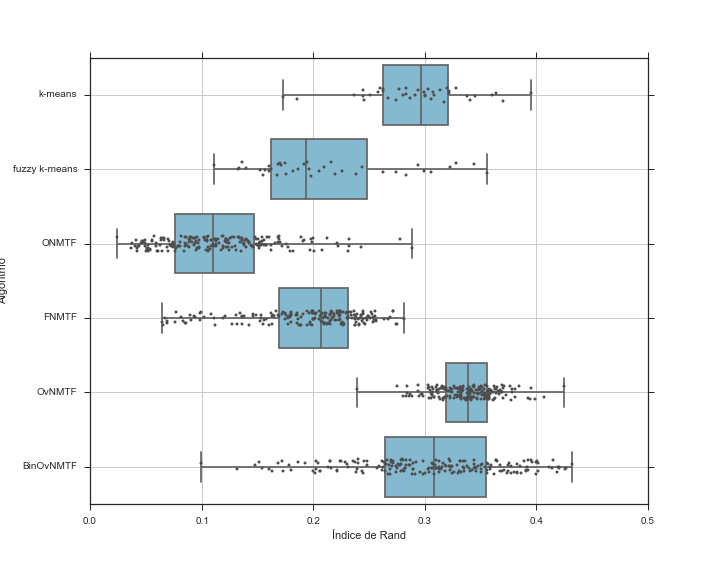 k-means
fuzzy k-means
ONMTF
FNMTF
OvNMTF
BinOvNMTF
Algoritmo
0.0 0.1 0.2 0.3 0.4 0.5
Índice de Rand